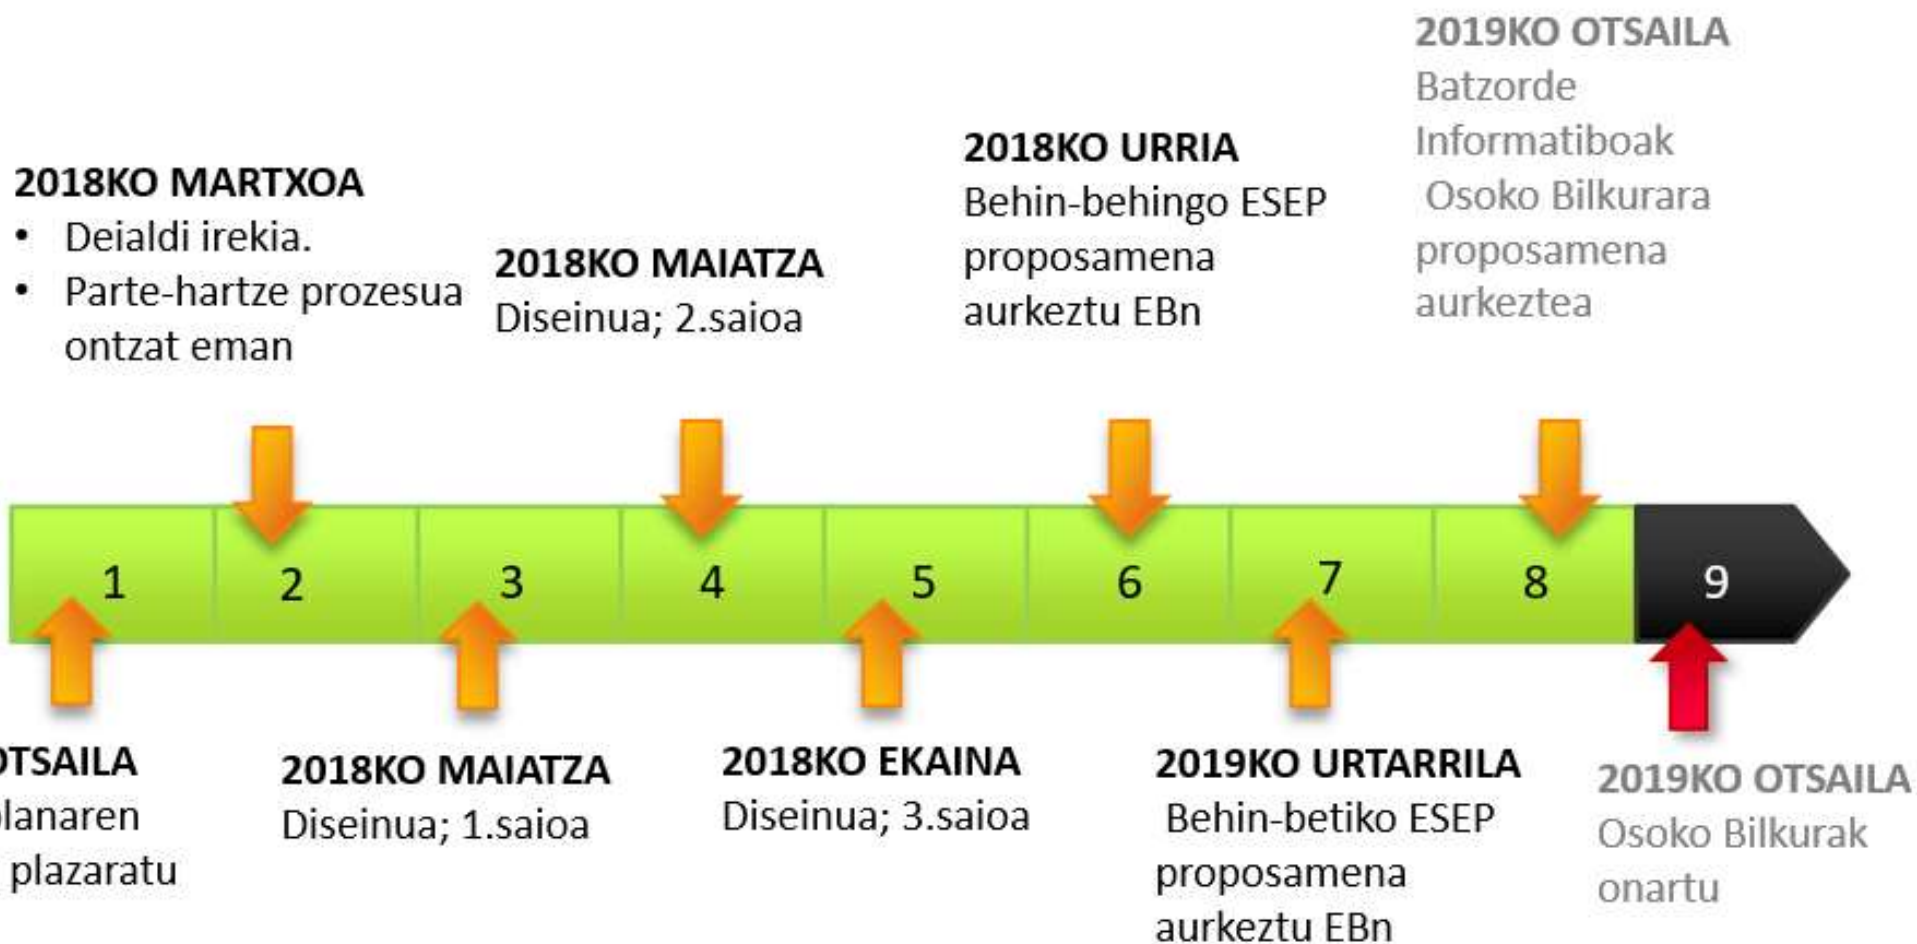 2019KO OTSAILA
Batzorde
Informatiboak
Osoko Bilkurara
proposamena
aurkeztea
2018KO URRIA
Behin-behingo ESEP
proposamena
aurkeztu EBn
2018KO MARTXOA
• Deialdi irekia.
• Parte-hartze prozesua
ontzat eman
2018KO MAIATZA
Diseinua; 2.saioa
1 2 3 4 5 6 7 8 9
OTSAILA
plazaratu
2018KO MAIATZA
Diseinua; 1.saioa
2018KO EKAINA
Diseinua; 3.saioa
2019KO URTARRILA
Behin-betiko ESEP
proposamena
aurkeztu EBn
2019KO OTSAILA
Osoko Bilkurak
onartu